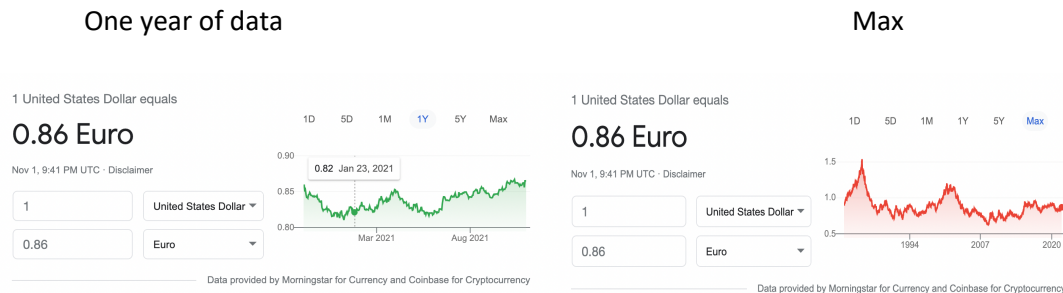 One year of data
Max
1 United States Dollar equals
0.86 Euro
Nov 1, 9:41 PM UTC · Disclaimer
1
United States Dollar
0.86
Euro
1D 5D 1M 1Y 5Y Max
0.90
0.82 Jan 23, 2021
0.85
0.80
Mar 2021 Aug 2021
Data provided by Morningstar for Currency and Coinbase for Cryptocurrency
1 United States Dollar equals
0.86 Euro
Nov 1, 9:41 PM UTC · Disclaimer
1
United States Dollar
0.86
Euro
1D 5D 1M 1Y 5Y Max
1.5
1.0
0.5
1994 2007 2020
Data provided by Morningstar for Currency and Coinbase for Cryptocurrency